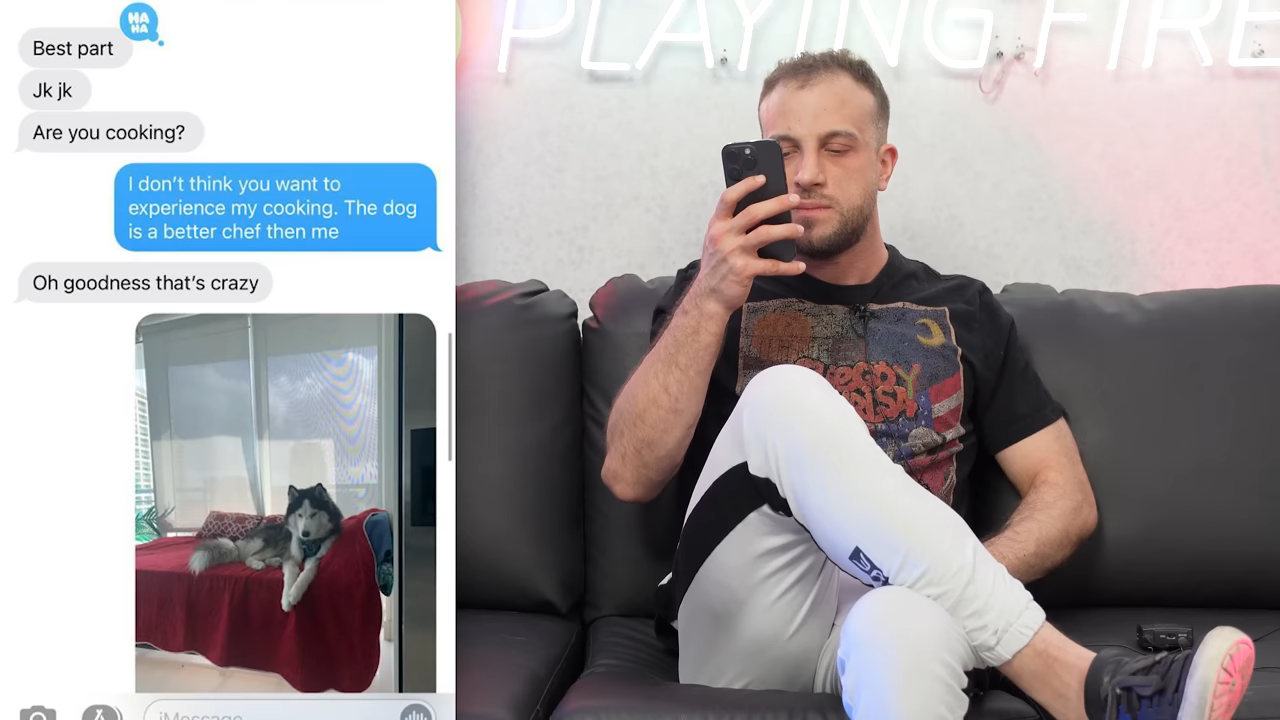 HA
HA
Best part
Jk jk
Are you cooking?
I don’t think you want to
experience my cooking. The dog
is a better chef then me
Oh goodness that’s crazy
iMessage
PLAYING FIRE